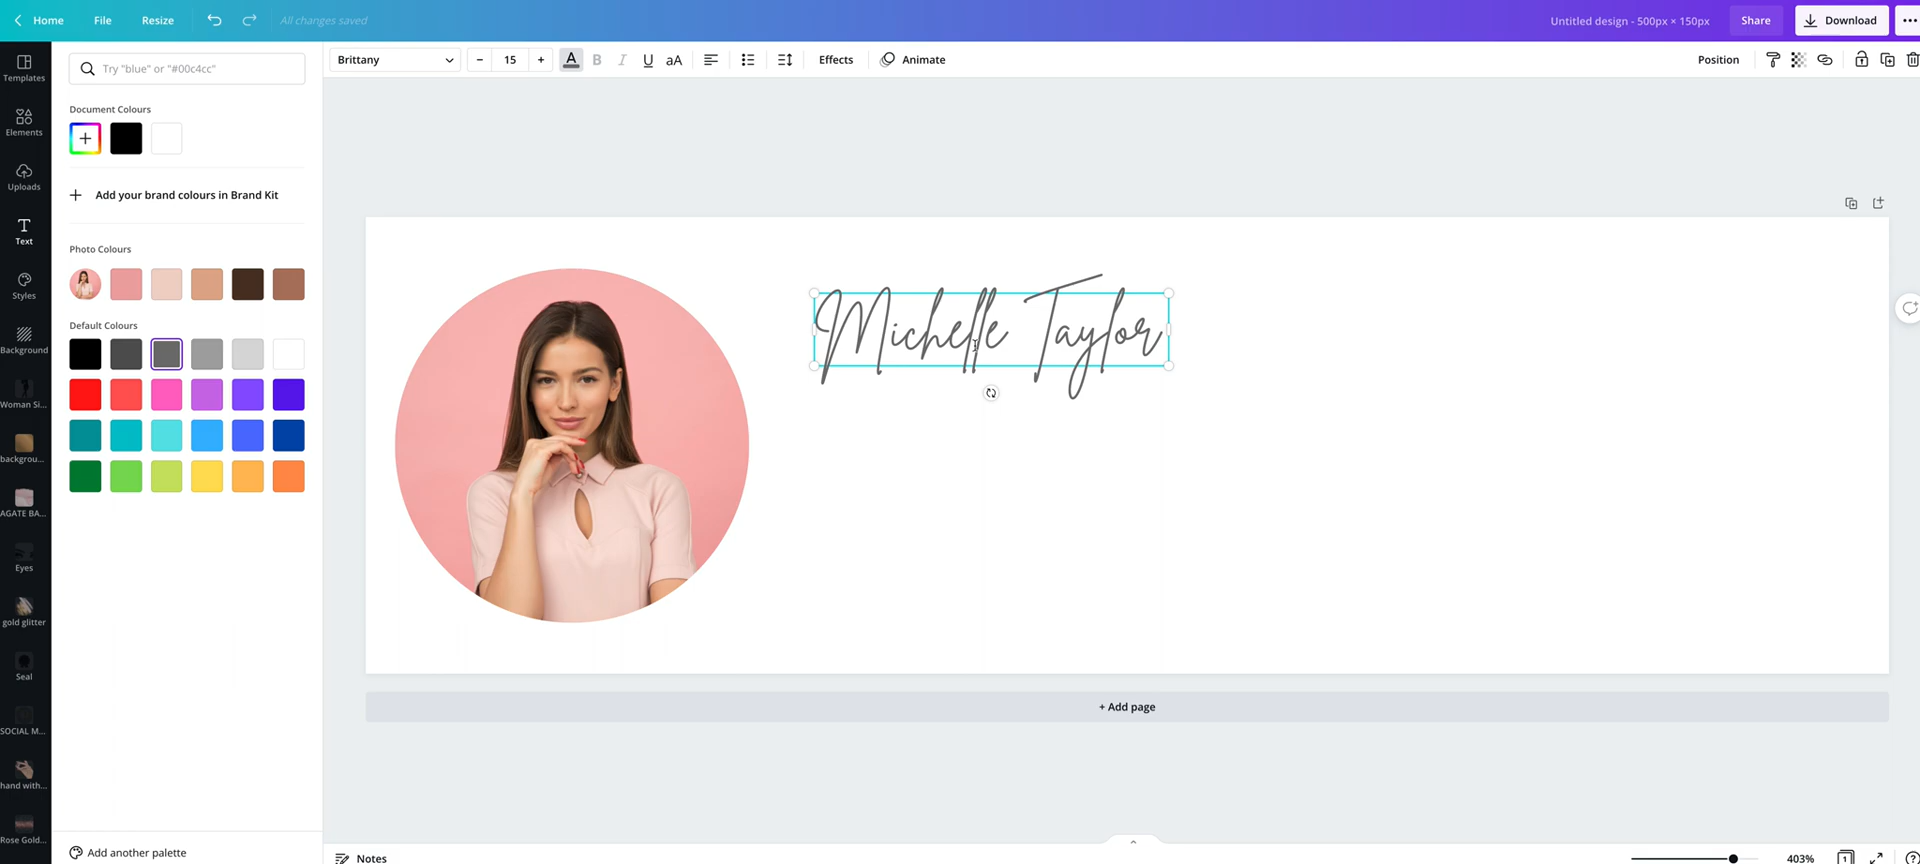 Home File Resize All changes saved Untitled design - 500px × 150px Share Download
Brittany 15 A B I U aA Effects Animate Position
Templates
Elements
Uploads
Text
Styles
Background
Woman Si...
backgrou...
AGATE BA...
Eyes
gold glitter
Seal
SOCIAL M...
hand with...
Rose Gold...
Try "blue" or "#00c4cc"
Document Colours
Add your brand colours in Brand Kit
Photo Colours
Default Colours
Add another palette
Michelle Taylor
+ Add page
Notes 403% 1